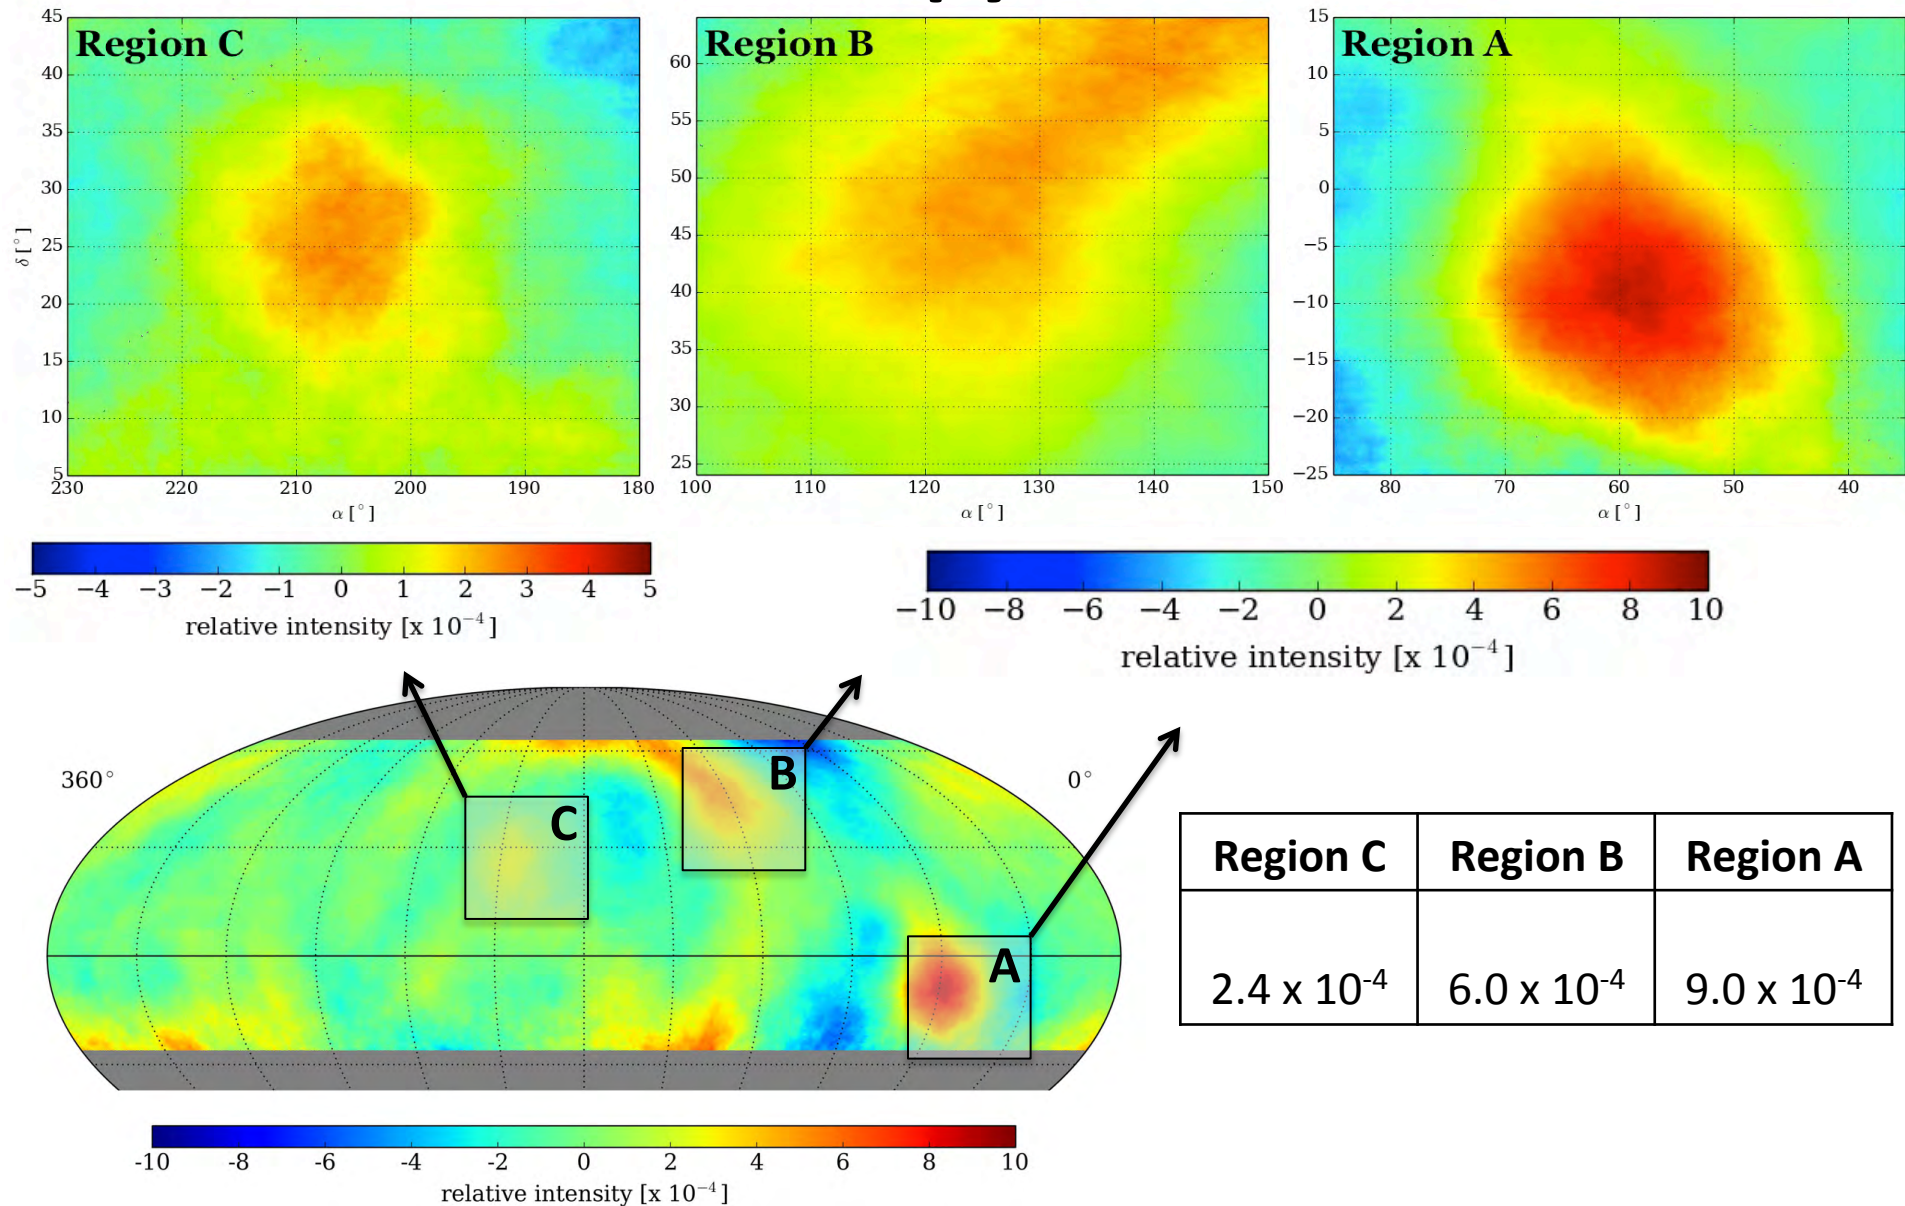 Region C
45
40
35
30
25
20
15
10
5
δ [°]
230 220 210 200 190 180
α [°]
Region B
60
55
50
45
40
35
30
25
100 110 120 130 140 150
α [°]
Region A
15
10
5
0
−5
−10
−15
−20
−25
80 70 60 50 40
α [°]
−5 −4 −3 −2 −1 0 1 2 3 4 5
relative intensity [x 10⁻⁴]
−10 −8 −6 −4 −2 0 2 4 6 8 10
relative intensity [x 10⁻⁴]
360°
0°
C
B
A
-10 -8 -6 -4 -2 0 2 4 6 8 10
relative intensity [x 10⁻⁴]
Region C Region B Region A
2.4 x 10⁻⁴ 6.0 x 10⁻⁴ 9.0 x 10⁻⁴